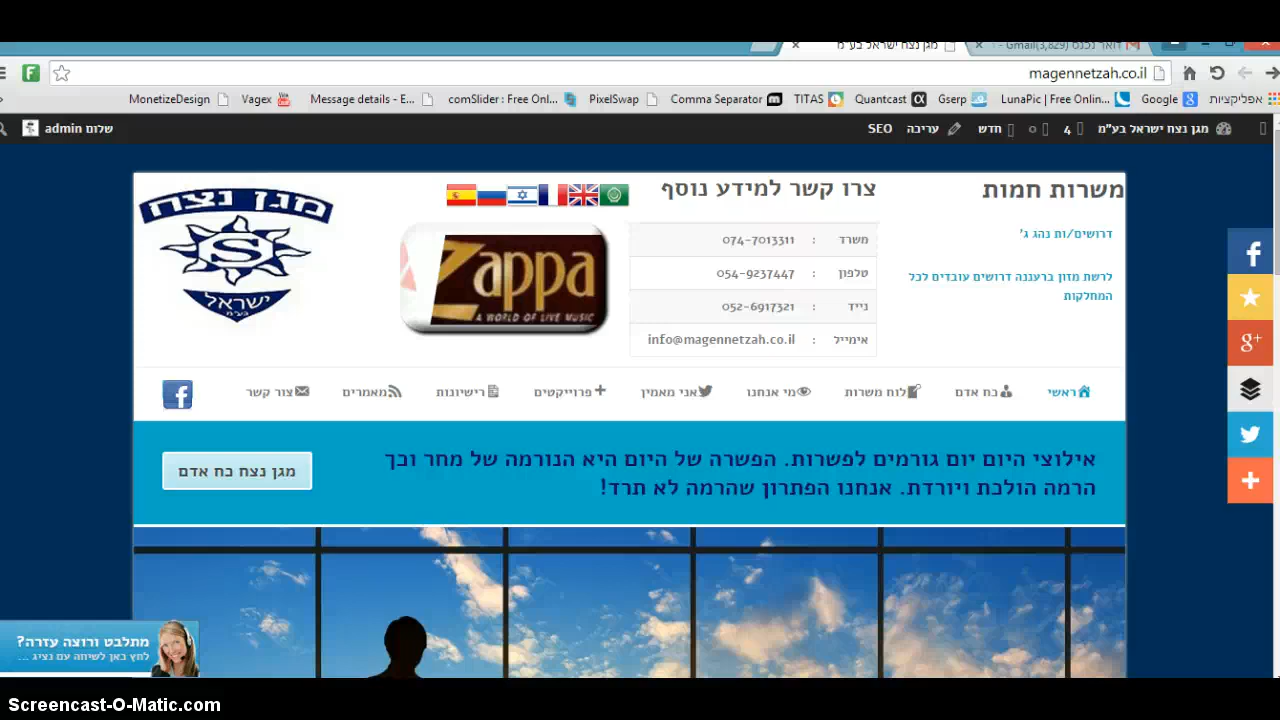 דואר נכנס (3,829) - Gmail
מגן נצח ישראל בע"מ
magennetzah.co.il
אפליקציות
Google
LunaPic | Free Onlin...
Gserp
Quantcast
TITAS
Comma Separator
PixelSwap
comSlider : Free Onl...
Message details - E...
Vagex
MonetizeDesign
מגן נצח ישראל בע"מ
4
0
חדש
עריכה
SEO
שלום admin
משרות חמות
דרושים/ות נהג ג'
לרשת מזון ברעננה דרושים עובדים לכל
המחלקות
צרו קשר למידע נוסף
משרד : 074-7013311
טלפון : 054-9237447
נייד : 052-6917321
אימייל : info@magennetzah.co.il
Zappa
A WORLD OF LIVE MUSIC
מגן נצח
S
ישראל
בע"מ
ראשי
כח אדם
לוח משרות
מי אנחנו
אני מאמין
פרוייקטים
רישיונות
מאמרים
צור קשר
אילוצי היום יום גורמים לפשרות. הפשרה של היום היא הנורמה של מחר וכך
הרמה הולכת ויורדת. אנחנו הפתרון שהרמה לא תרד!
מגן נצח כח אדם
מתלבט ורוצה עזרה?
לחץ כאן לשיחה עם נציג ...
Screencast-O-Matic.com